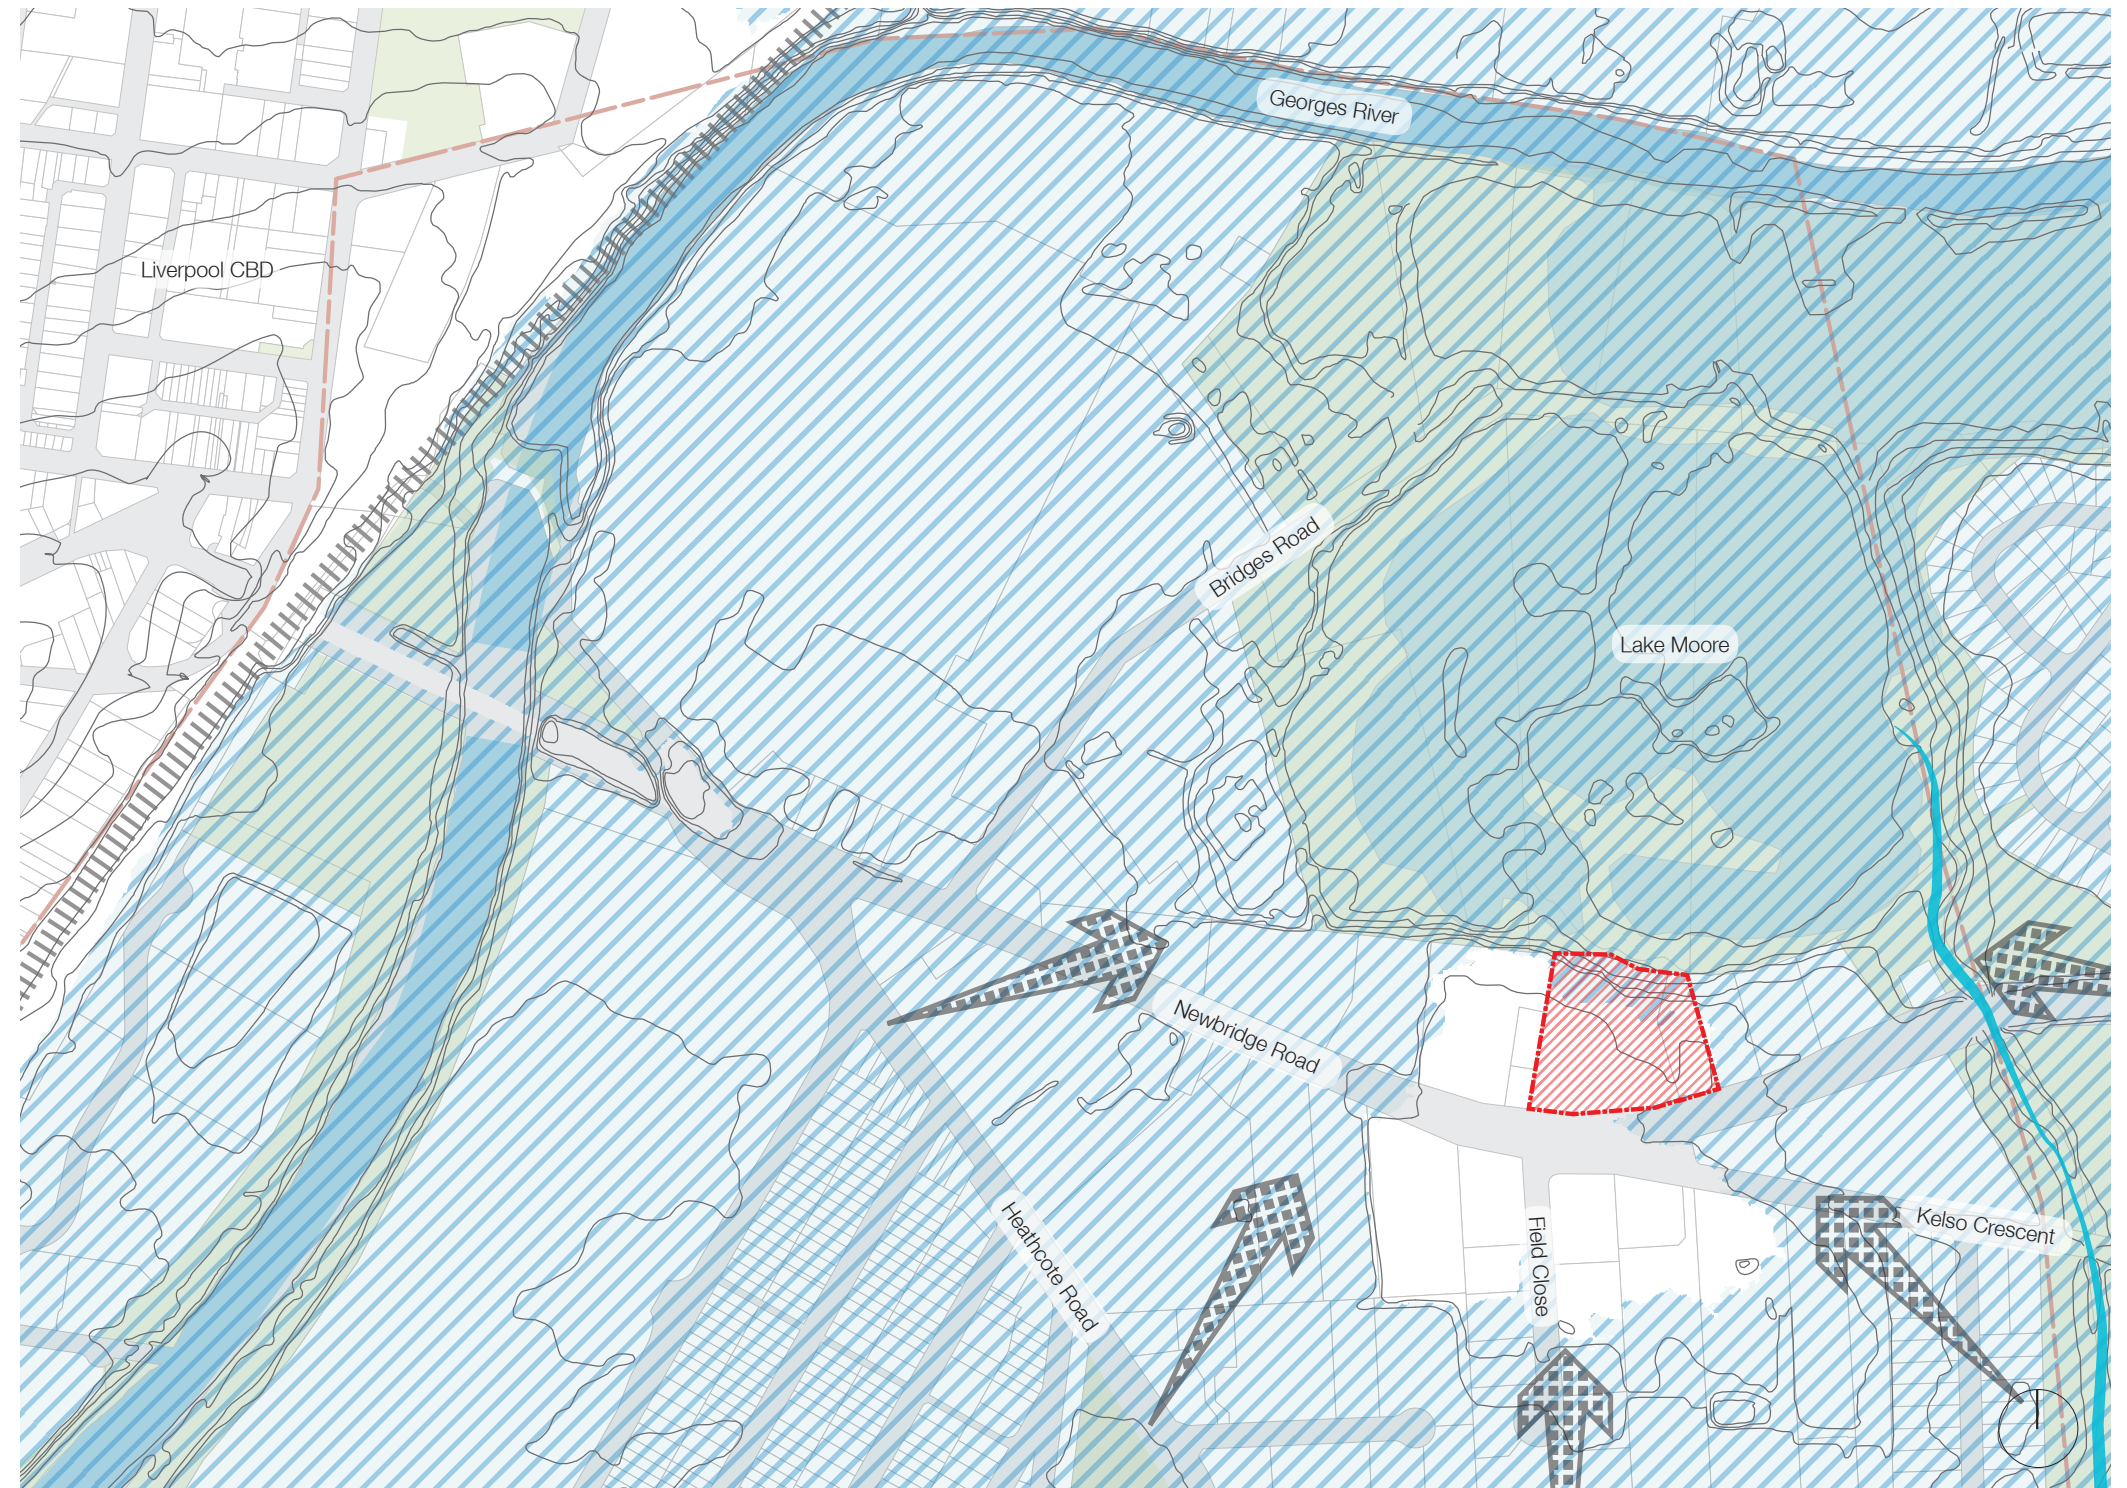 Georges River
Liverpool CBD
Bridges Road
Lake Moore
Newbridge Road
Heathcote Road
Field Close
Kelso Crescent